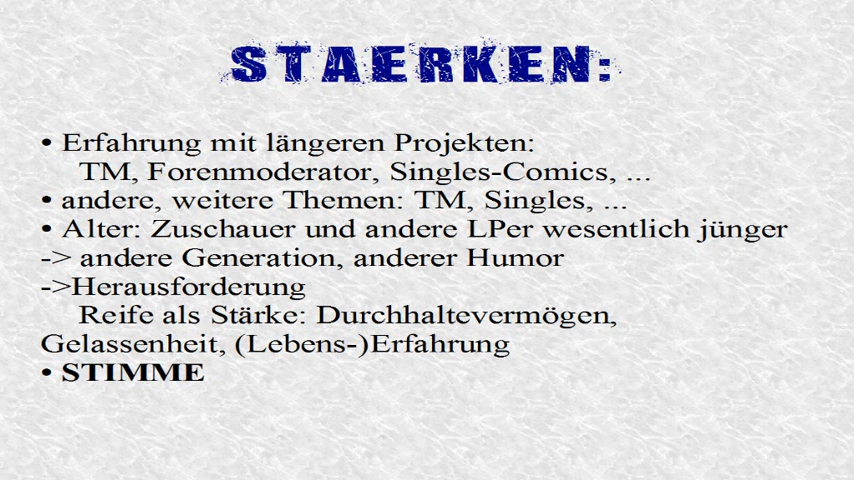 STAERKEN:
• Erfahrung mit längeren Projekten:
TM, Forenmoderator, Singles-Comics, ...
• andere, weitere Themen: TM, Singles, ...
• Alter: Zuschauer und andere LPer wesentlich jünger
-> andere Generation, anderer Humor
->Herausforderung
Reife als Stärke: Durchhaltevermögen,
Gelassenheit, (Lebens-)Erfahrung
• STIMME